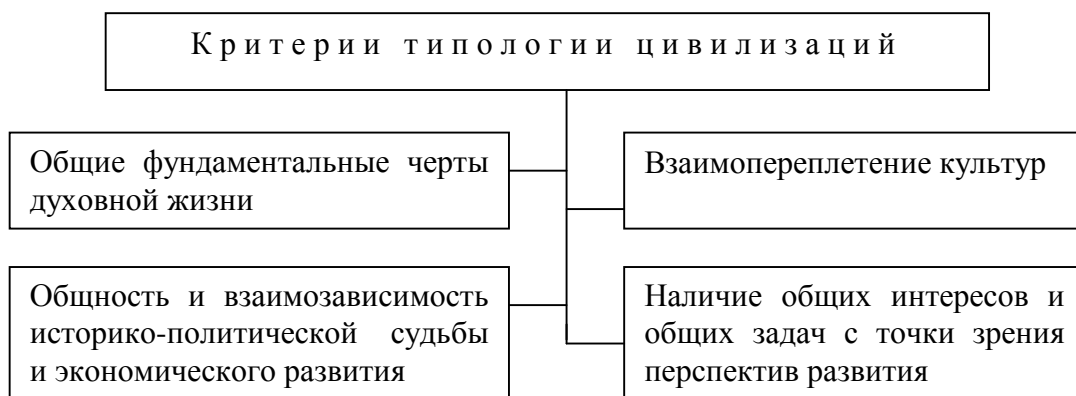 Критерии типологии цивилизаций
Общие фундаментальные черты
духовной жизни
Взаимопереплетение культур
Общность и взаимозависимость
историко-политической судьбы
и экономического развития
Наличие общих интересов и
общих задач с точки зрения
перспектив развития